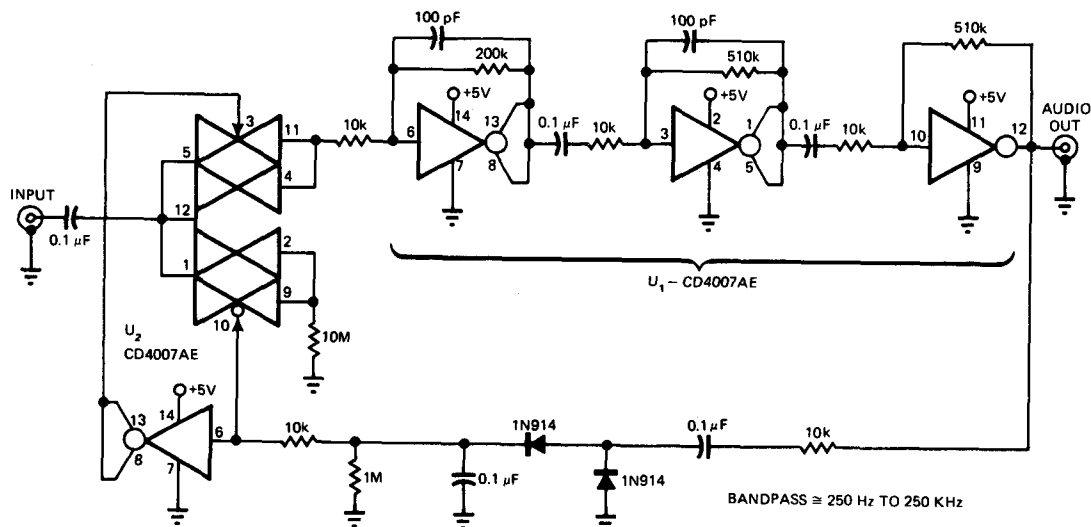 100 pF
200k
+5V
14
13
10k
6
8
7
100 pF
510k
+5V
2
1
0.1 µF
10k
3
5
4
510k
+5V
11
0.1 µF
10k
10
12
9
AUDIO
OUT
3
11
5
4
12
2
1
9
10
INPUT
0.1 µF
10M
U1 – CD4007AE
U2
CD4007AE
+5V
14
13
6
8
7
10k
1M
0.1 µF
1N914
1N914
0.1 µF
10k
BANDPASS ≅ 250 Hz TO 250 KHz